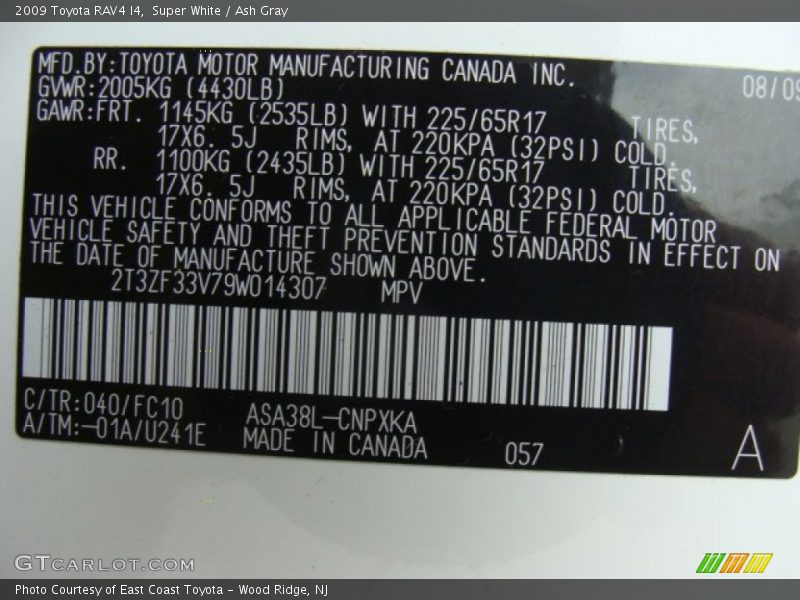 2009 Toyota RAV4 I4,  Super White / Ash Gray
MFD.BY:TOYOTA MOTOR MANUFACTURING CANADA INC.     08/09
GVWR:2005KG (4430LB)
GAWR:FRT. 1145KG (2535LB) WITH 225/65R17 TIRES,
17X6. 5J RIMS, AT 220KPA (32PSI) COLD.
RR. 1100KG (2435LB) WITH 225/65R17 TIRES,
17X6. 5J RIMS, AT 220KPA (32PSI) COLD.
THIS VEHICLE CONFORMS TO ALL APPLICABLE FEDERAL MOTOR
VEHICLE SAFETY AND THEFT PREVENTION STANDARDS IN EFFECT ON
THE DATE OF MANUFACTURE SHOWN ABOVE.
2T3ZF33V79W014307 MPV
C/TR:040/FC10 ASA38L-CNPXKA
A/TM:-01A/U241E MADE IN CANADA 057 A
GTCARLOT.COM
Photo Courtesy of East Coast Toyota - Wood Ridge, NJ